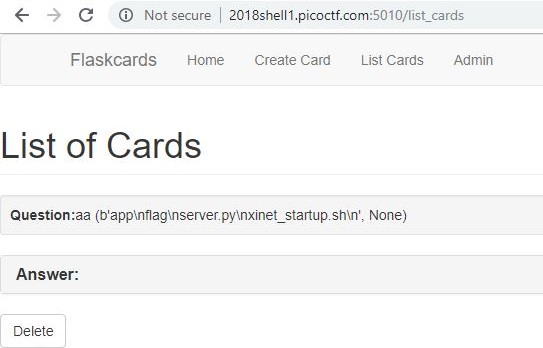 Not secure | 2018shell1.picoctf.com:5010/list_cards
Flaskcards Home Create Card List Cards Admin
List of Cards
Question:aa (b'app\nflag\nserver.py\nxinet_startup.sh\n', None)
Answer:
Delete